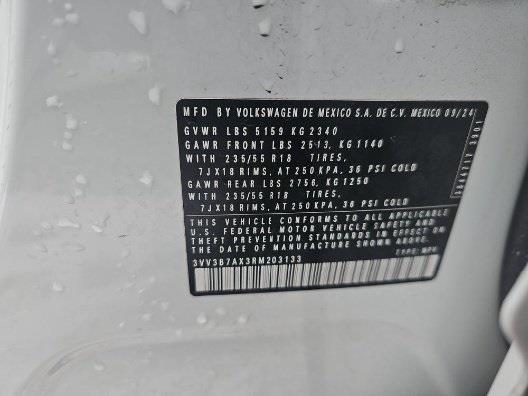 MFD BY VOLKSWAGEN DE MEXICO S.A. DE C.V. MEXICO 09/24
GVWR LBS 5159 KG 2340
GAWR FRONT LBS 2513, KG 1140
WITH 235/55 R18 TIRES,
7JX18 RIMS, AT 250 KPA, 36 PSI COLD
GAWR REAR LBS 2756, KG 1250
WITH 235/55 R18 TIRES,
7JX18 RIMS, AT 250 KPA, 36 PSI COLD
THIS VEHICLE CONFORMS TO ALL APPLICABLE
U.S. FEDERAL MOTOR VEHICLE SAFETY AND
THEFT PREVENTION STANDARDS IN EFFECT ON
THE DATE OF MANUFACTURE SHOWN ABOVE.
3VV3B7AX3RM203133 TYPE: MPV